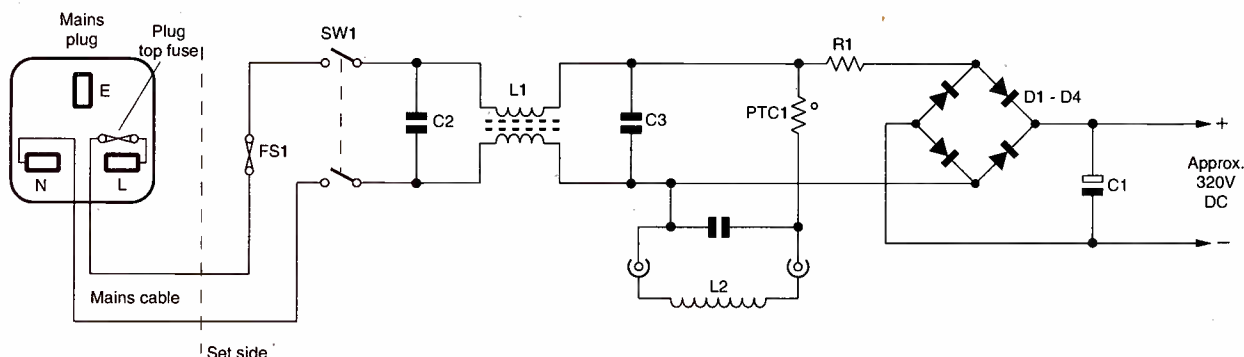 Mains
plug
Plug
top fuse
E
N
L
Mains cable
Set side
FS1
SW1
C2
L1
C3
PTC1
R1
L2
D1 - D4
C1
+
Approx.
320V
DC
−